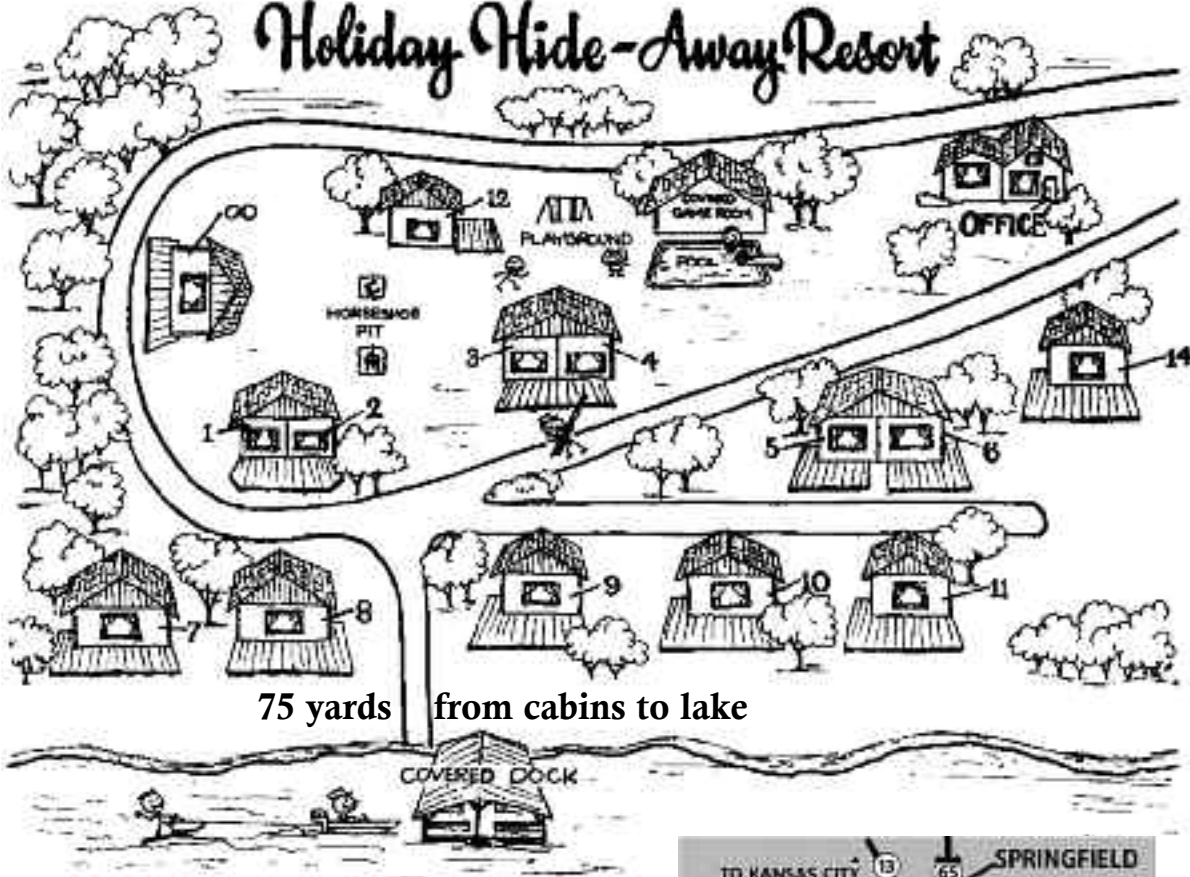 Holiday Hide-Away Resort
12
COVERED
GAME ROOM
OFFICE
PLAYGROUND
POOL
HORSESHOE
PIT
3
4
14
1
2
5
6
9
10
11
7
8
75 yards from cabins to lake
COVERED DOCK
TO KANSAS CITY
13
65
SPRINGFIELD